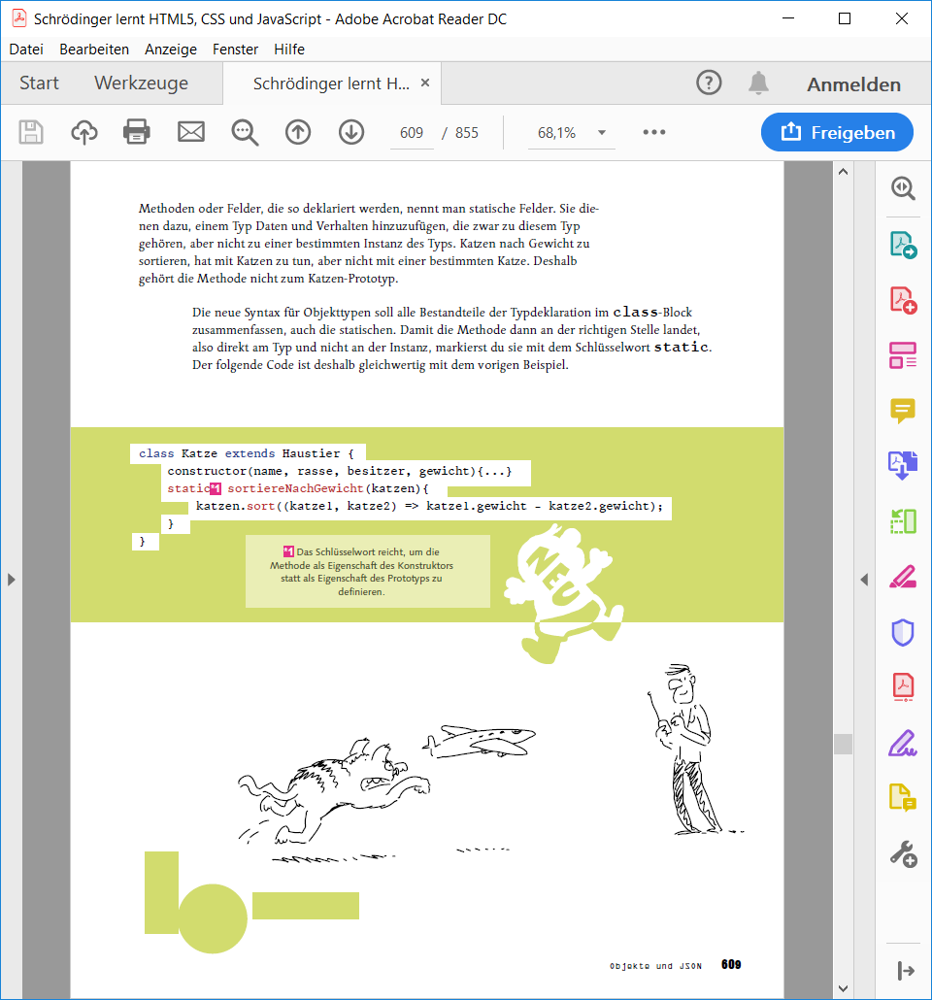 Schrödinger lernt HTML5, CSS und JavaScript - Adobe Acrobat Reader DC
Datei Bearbeiten Anzeige Fenster Hilfe
Start Werkzeuge Schrödinger lernt H... × ? Anmelden
609 / 855 68,1% Freigeben
Methoden oder Felder, die so deklariert werden, nennt man statische Felder. Sie die-
nen dazu, einem Typ Daten und Verhalten hinzuzufügen, die zwar zu diesem Typ
gehören, aber nicht zu einer bestimmten Instanz des Typs. Katzen nach Gewicht zu
sortieren, hat mit Katzen zu tun, aber nicht mit einer bestimmten Katze. Deshalb
gehört die Methode nicht zum Katzen-Prototyp.
Die neue Syntax für Objekttypen soll alle Bestandteile der Typdeklaration im class-Block
zusammenfassen, auch die statischen. Damit die Methode dann an der richtigen Stelle landet,
also direkt am Typ und nicht an der Instanz, markierst du sie mit dem Schlüsselwort static.
Der folgende Code ist deshalb gleichwertig mit dem vorigen Beispiel.
class Katze extends Haustier {
constructor(name, rasse, besitzer, gewicht){...}
static*1 sortiereNachGewicht(katzen){
katzen.sort((katze1, katze2) => katze1.gewicht - katze2.gewicht);
}
}
*1 Das Schlüsselwort reicht, um die
Methode als Eigenschaft des Konstruktors
statt als Eigenschaft des Prototyps zu
definieren.
NEU
Objekte und JSON 609